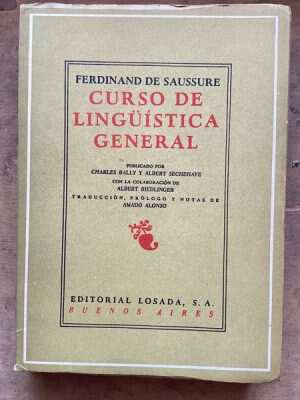 FERDINAND DE SAUSSURE
CURSO DE
LINGÜÍSTICA
GENERAL
PUBLICADO POR
CHARLES BALLY Y ALBERT SECHEHAYE
CON LA COLABORACIÓN DE
ALBERT RIEDLINGER
TRADUCCIÓN, PRÓLOGO Y NOTAS DE
AMADO ALONSO
EDITORIAL LOSADA, S. A.
BUENOS AIRES